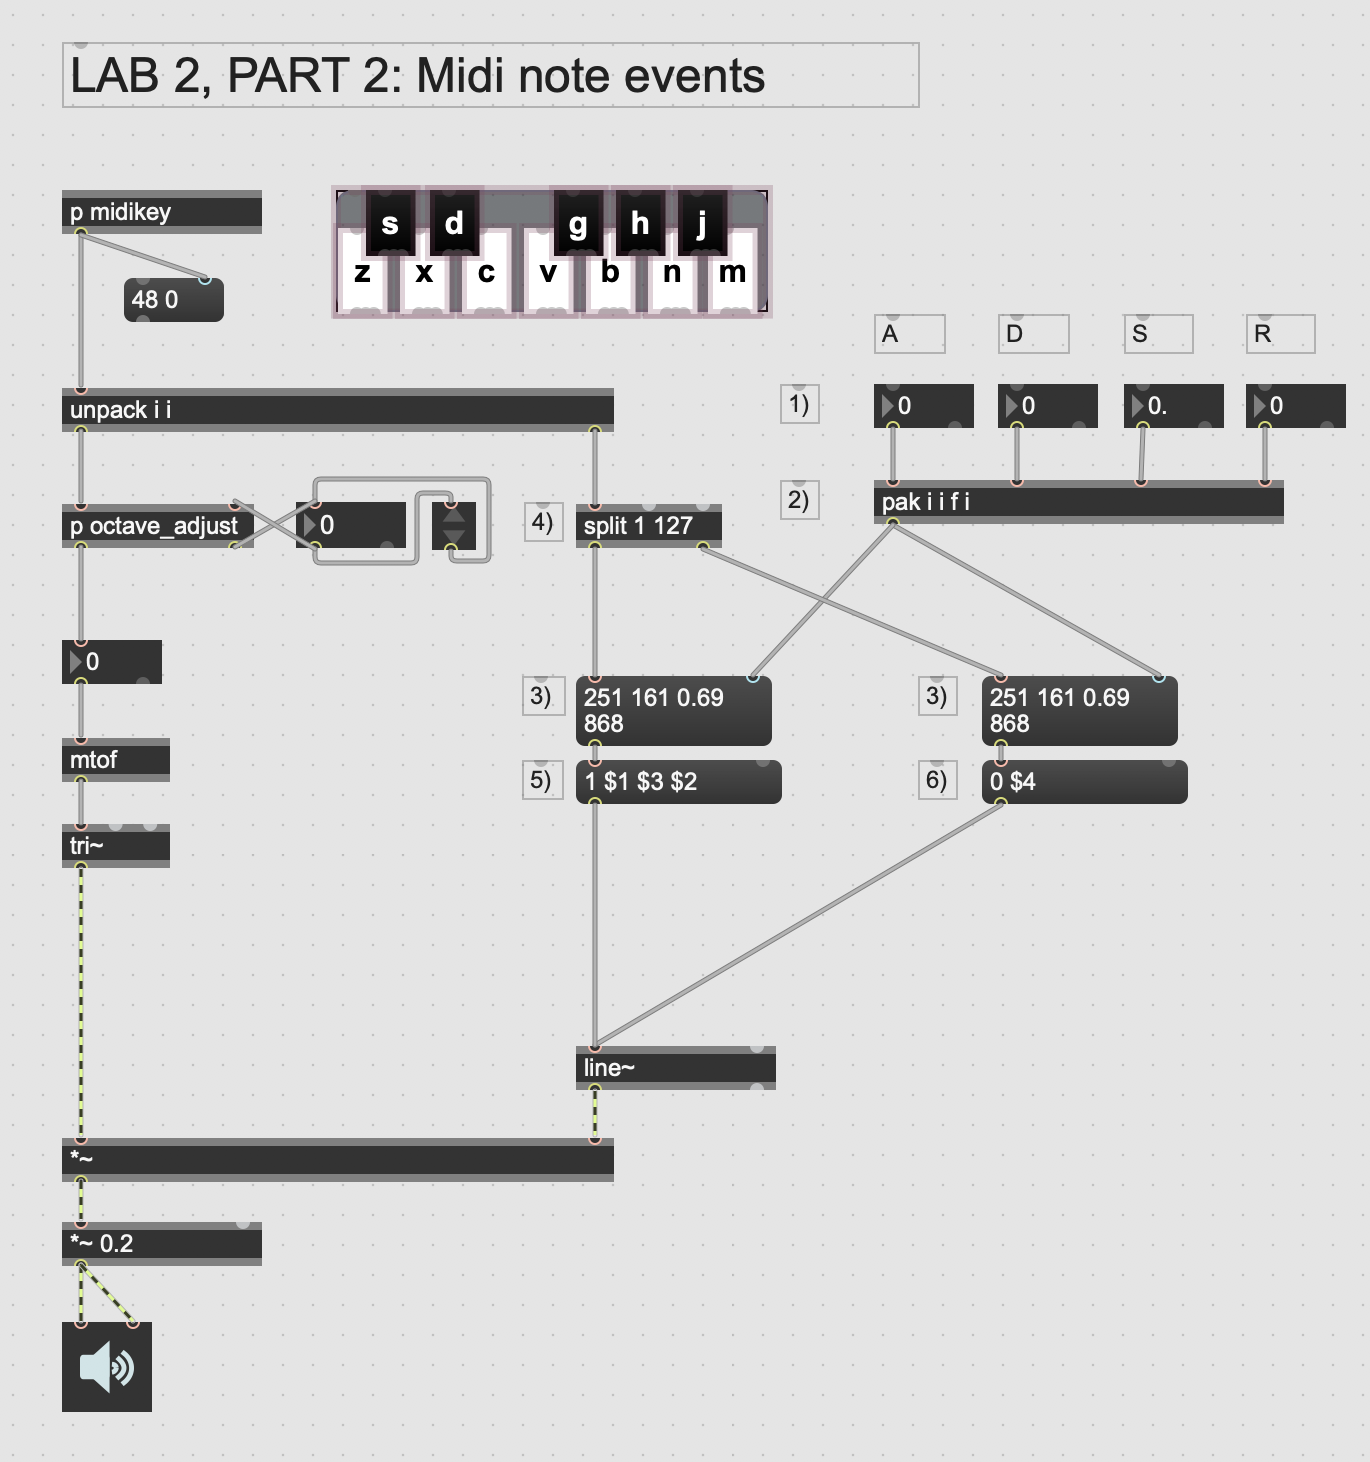 LAB 2, PART 2: Midi note events
p midikey
48 0
s d g h j
z x c v b n m
A D S R
unpack i i
1) 0 0 0. 0
2) pak i i f i
p octave_adjust 0
4) split 1 127
0
3) 251 161 0.69
868
3) 251 161 0.69
868
mtof
5) 1 $1 $3 $2
6) 0 $4
tri~
line~
*~
*~ 0.2